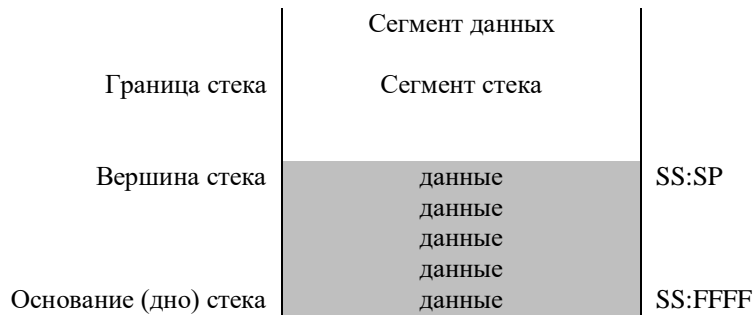 Сегмент данных
Граница стека Сегмент стека
Вершина стека данные SS:SP
данные
данные
данные
Основание (дно) стека данные SS:FFFF